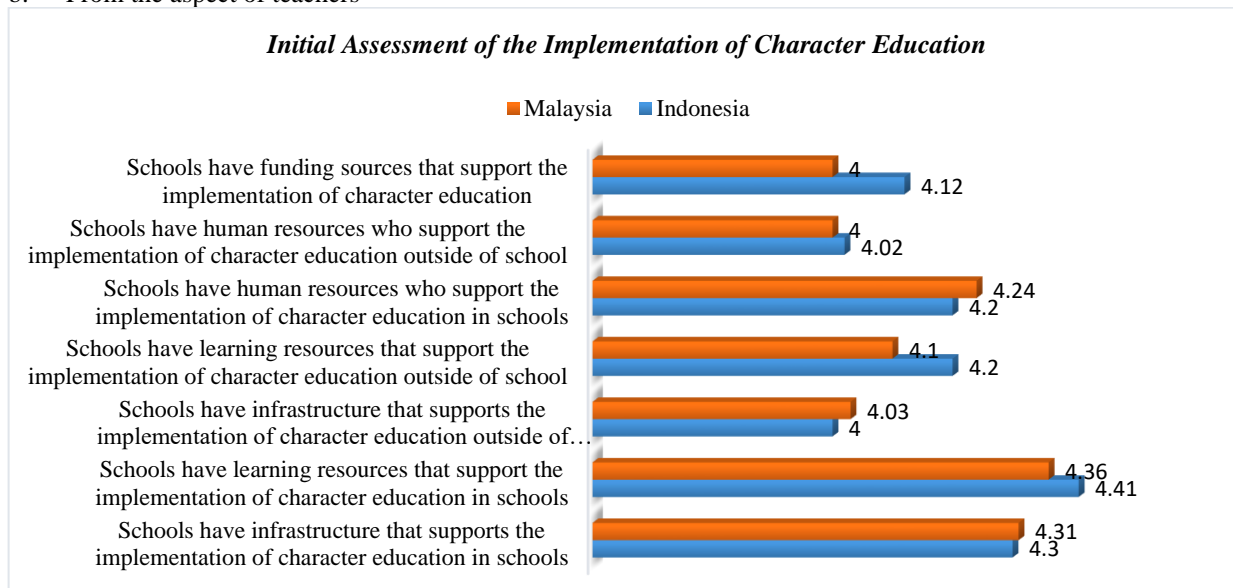 Initial Assessment of the Implementation of Character Education
Malaysia Indonesia
Schools have funding sources that support the
implementation of character education
4
4.12
Schools have human resources who support the
implementation of character education outside of school
4
4.02
Schools have human resources who support the
implementation of character education in schools
4.24
4.2
Schools have learning resources that support the
implementation of character education outside of school
4.1
4.2
Schools have infrastructure that supports the
implementation of character education outside of…
4.03
4
Schools have learning resources that support the
implementation of character education in schools
4.36
4.41
Schools have infrastructure that supports the
implementation of character education in schools
4.31
4.3